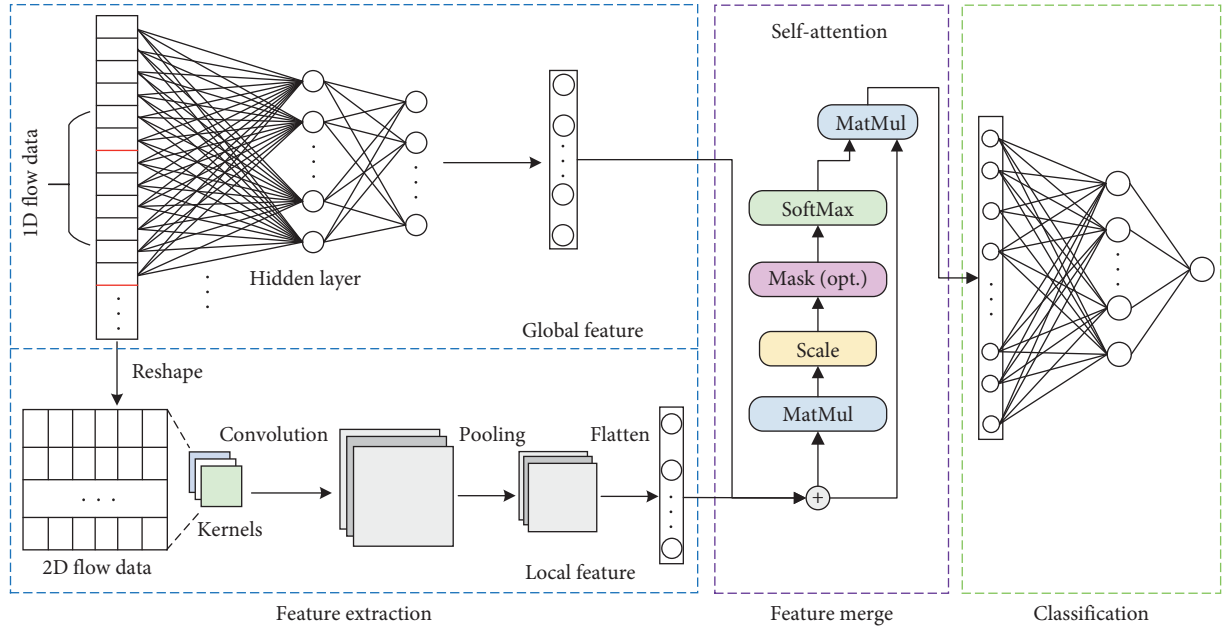 1D flow data
Hidden layer
Global feature
Reshape
Convolution
Pooling
Flatten
Kernels
2D flow data
Local feature
Feature extraction
Self-attention
MatMul
SoftMax
Mask (opt.)
Scale
MatMul
+
Feature merge
Classification